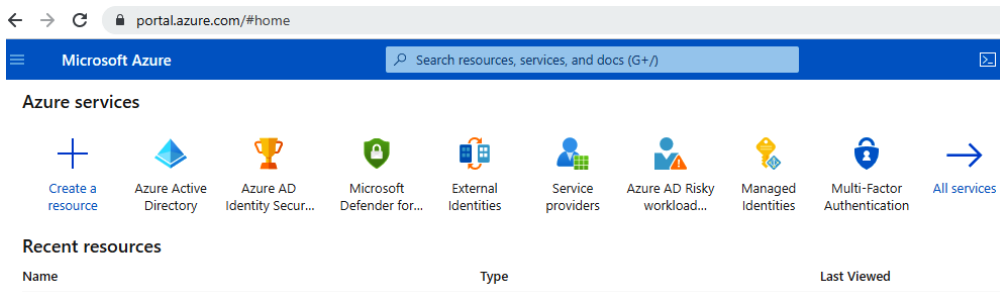 portal.azure.com/#home
Microsoft Azure
Search resources, services, and docs (G+/)
Azure services
Create a
resource
Azure Active
Directory
Azure AD
Identity Secur...
Microsoft
Defender for...
External
Identities
Service
providers
Azure AD Risky
workload...
Managed
Identities
Multi-Factor
Authentication
All services
Recent resources
Name Type Last Viewed